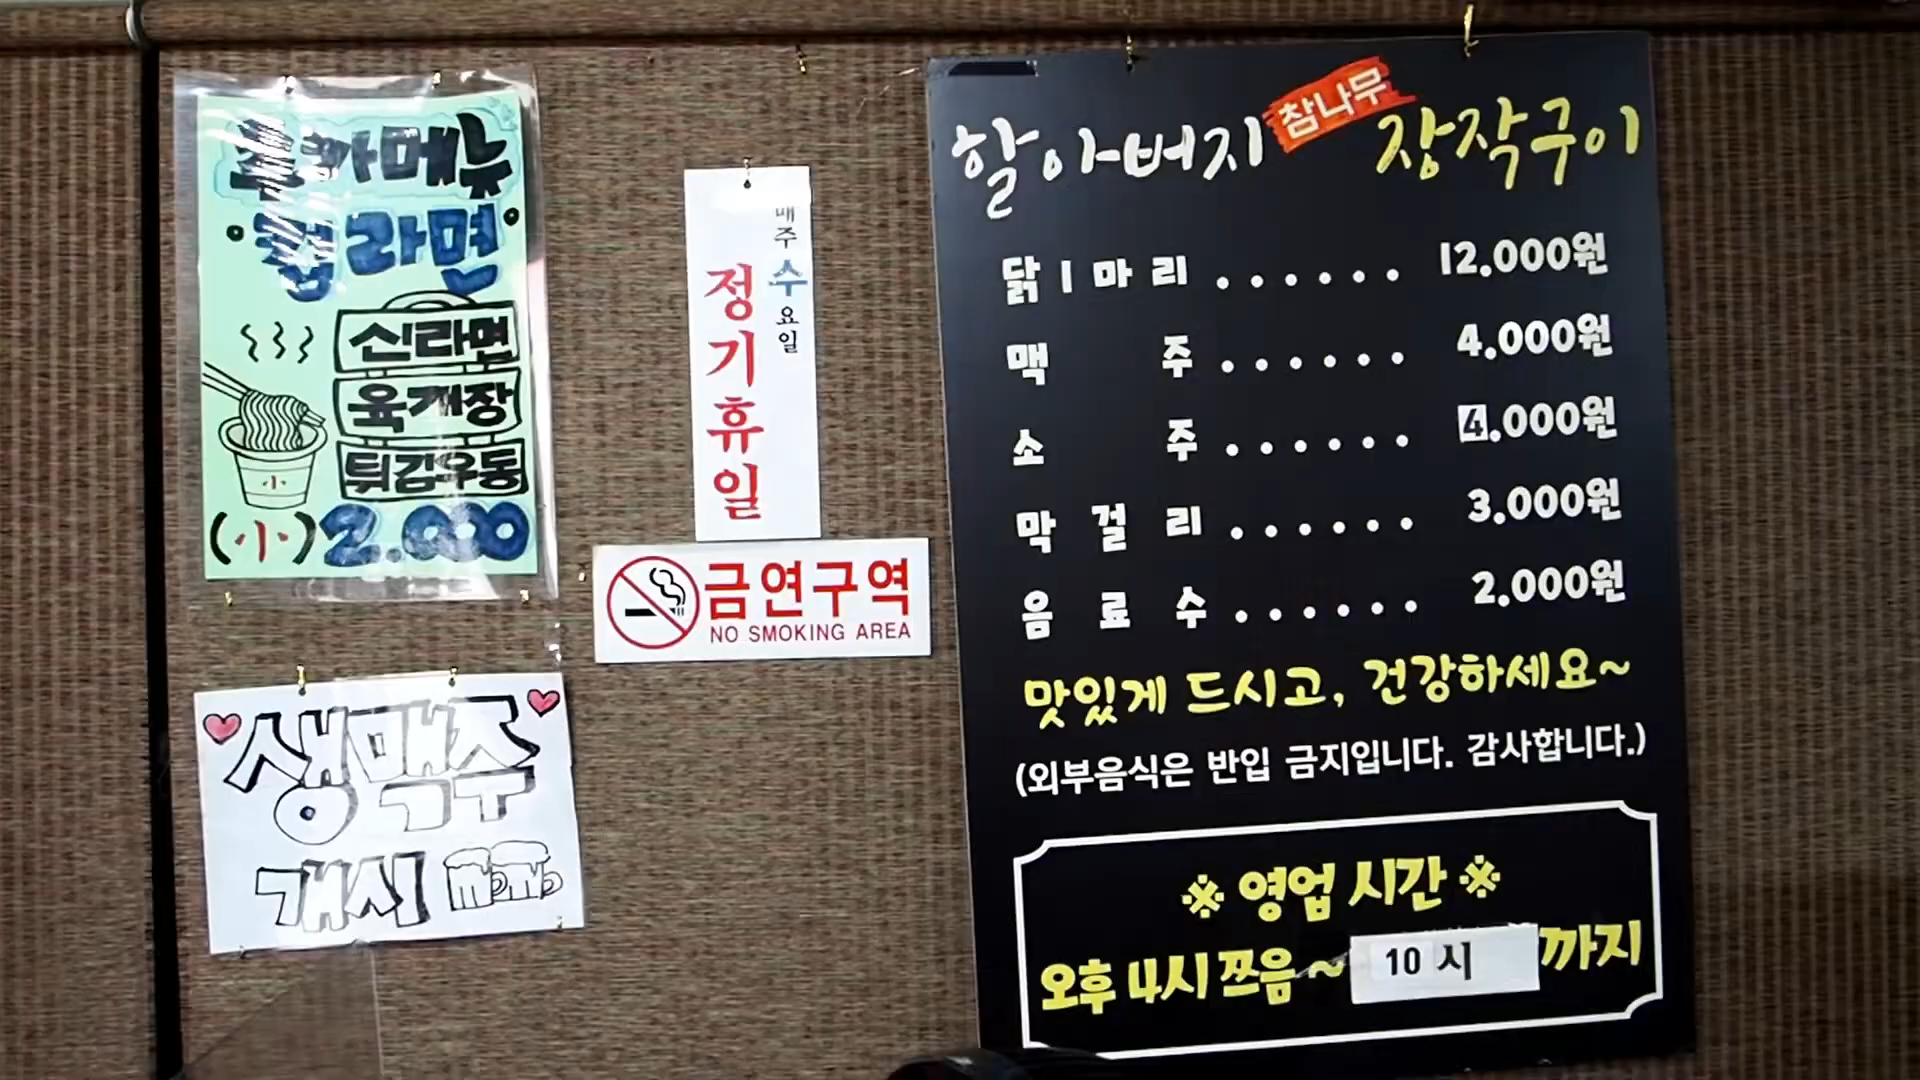 추가메뉴
·컵라면·
신라면
육개장
튀김우동
(小)2.000
생맥주
개시
매주 수요일
정기휴일
금연구역
NO SMOKING AREA
할아버지 참나무 장작구이
닭1마리...... 12.000원
맥주...... 4.000원
소주...... 4.000원
막걸리...... 3.000원
음료수...... 2.000원
맛있게 드시고, 건강하세요~
(외부음식은 반입 금지입니다. 감사합니다.)
※ 영업 시간 ※
오후 4시 쯔음 ~ 10 시 까지